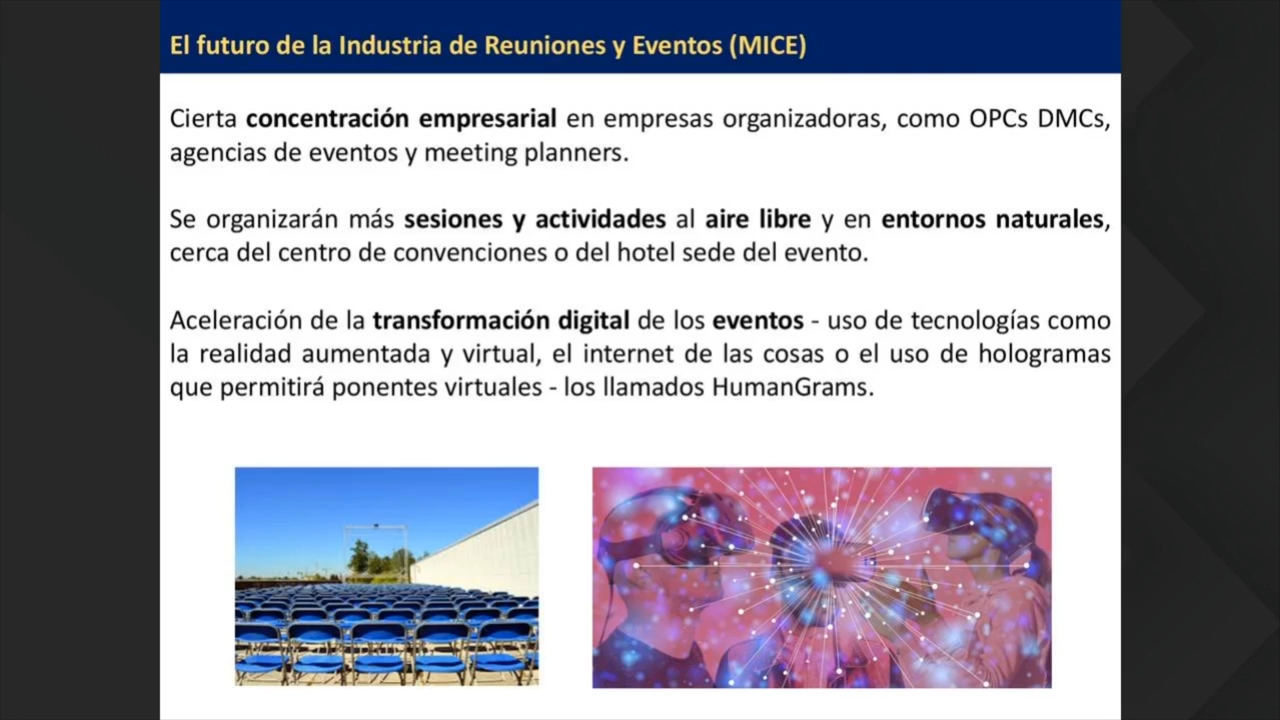 El futuro de la Industria de Reuniones y Eventos (MICE)
Cierta concentración empresarial en empresas organizadoras, como OPCs DMCs,
agencias de eventos y meeting planners.
Se organizarán más sesiones y actividades al aire libre y en entornos naturales,
cerca del centro de convenciones o del hotel sede del evento.
Aceleración de la transformación digital de los eventos - uso de tecnologías como
la realidad aumentada y virtual, el internet de las cosas o el uso de hologramas
que permitirá ponentes virtuales - los llamados HumanGrams.